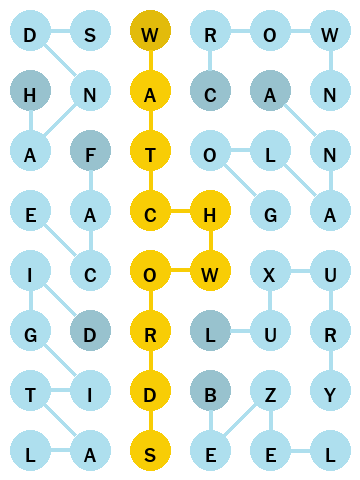 D S W R O W
H N A C A N
A F T O L N
E A C H G A
I C O W X U
G D R L U R
T I D B Z Y
L A S E E L